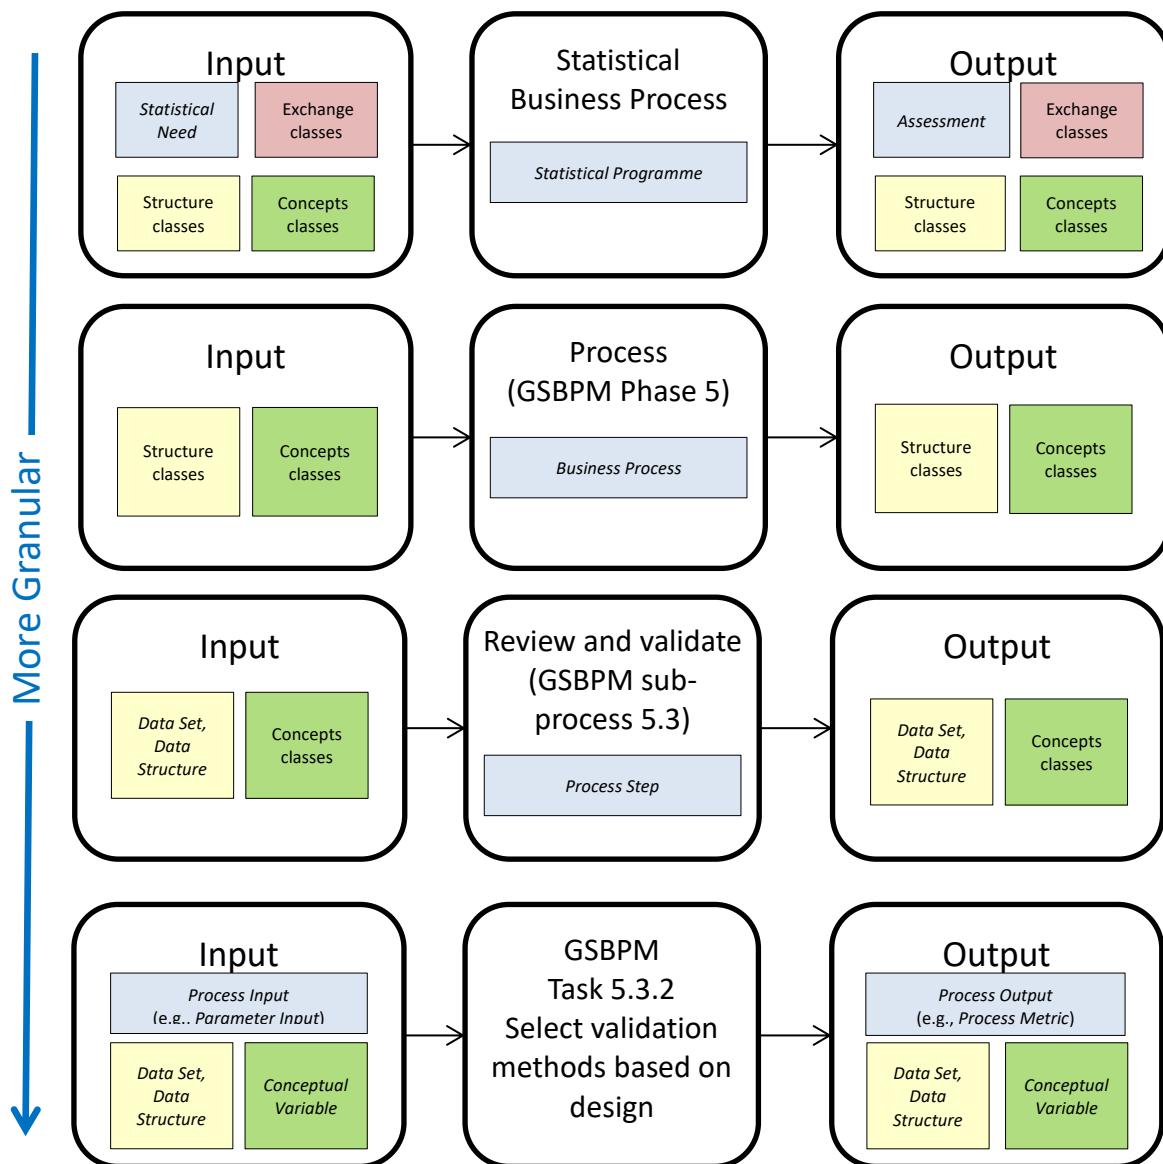 More Granular
Input
Statistical
Need
Exchange
classes
Structure
classes
Concepts
classes
Statistical
Business Process
Statistical Programme
Output
Assessment
Exchange
classes
Structure
classes
Concepts
classes
Input
Structure
classes
Concepts
classes
Process
(GSBPM Phase 5)
Business Process
Output
Structure
classes
Concepts
classes
Input
Data Set,
Data
Structure
Concepts
classes
Review and validate
(GSBPM sub-
process 5.3)
Process Step
Output
Data Set,
Data
Structure
Concepts
classes
Input
Process Input
(e.g., Parameter Input)
Data Set,
Data
Structure
Conceptual
Variable
GSBPM
Task 5.3.2
Select validation
methods based on
design
Output
Process Output
(e.g., Process Metric)
Data Set,
Data
Structure
Conceptual
Variable